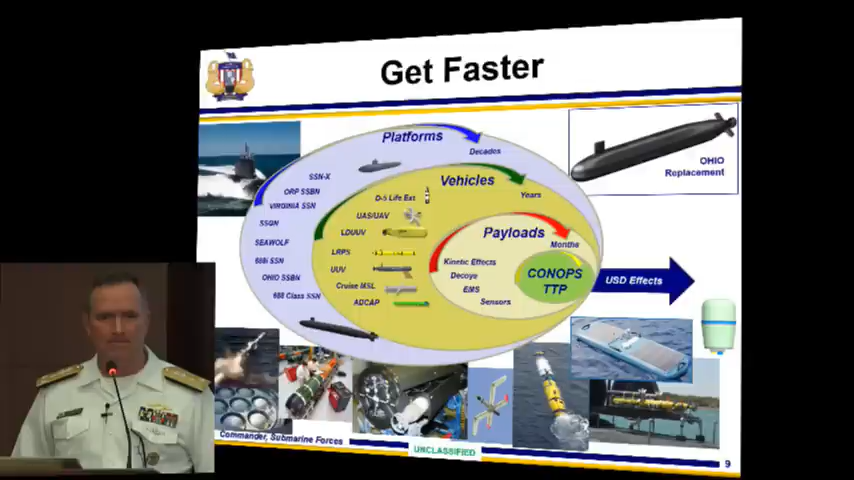 Get Faster
Platforms
Decades
SSN-X
ORP SSBN
VIRGINIA SSN
SSGN
SEAWOLF
688i SSN
OHIO SSBN
688 Class SSN
Vehicles
Years
D-5 Life Ext
UAS/UAV
LDUUV
LRPS
UUV
Cruise MSL
ADCAP
Payloads
Months
Kinetic Effects
Decoys
EMS
Sensors
CONOPS
TTP
USD Effects
OHIO
Replacement
Commander, Submarine Forces
UNCLASSIFIED
9